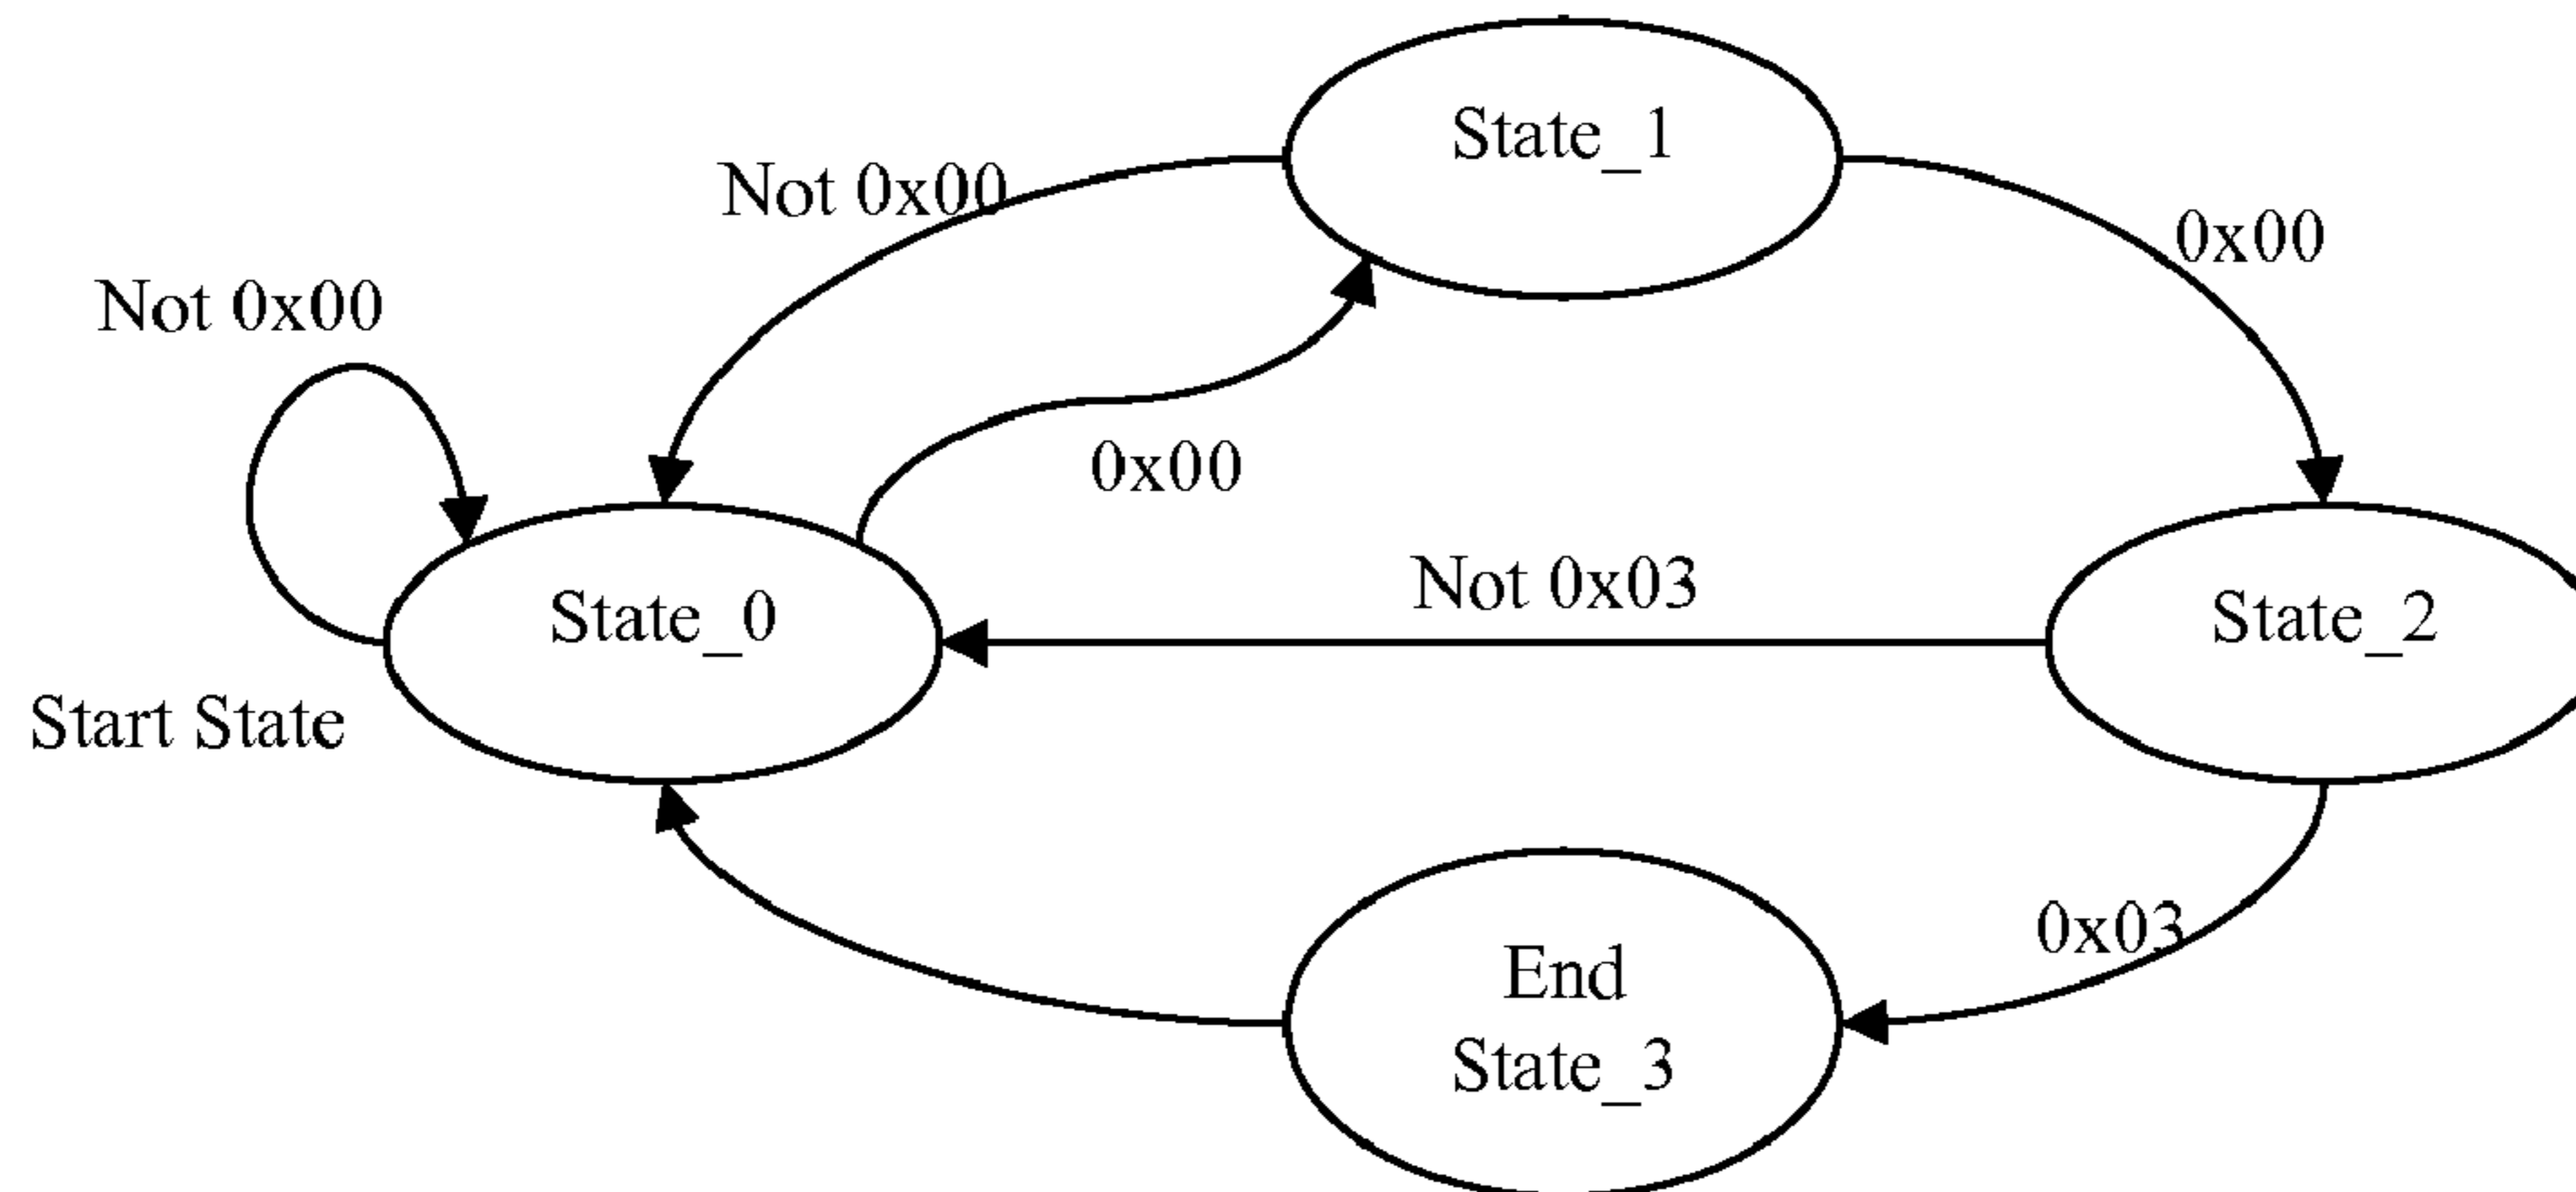 State_1
Not 0x00
0x00
Not 0x00
0x00
Not 0x03
State_0
State_2
Start State
0x03
End
State_3